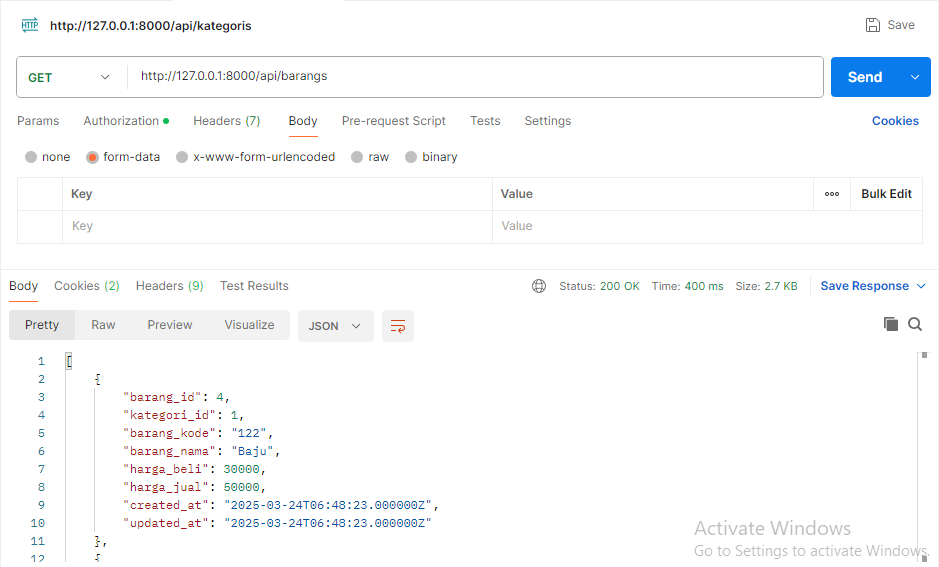 HTTP http://127.0.0.1:8000/api/kategoris Save
GET http://127.0.0.1:8000/api/barangs Send
Params Authorization Headers (7) Body Pre-request Script Tests Settings Cookies
none form-data x-www-form-urlencoded raw binary
Key Value Bulk Edit
Key Value
Body Cookies (2) Headers (9) Test Results Status: 200 OK Time: 400 ms Size: 2.7 KB Save Response
Pretty Raw Preview Visualize JSON
1 [
2 {
3 "barang_id": 4,
4 "kategori_id": 1,
5 "barang_kode": "122",
6 "barang_nama": "Baju",
7 "harga_beli": 30000,
8 "harga_jual": 50000,
9 "created_at": "2025-03-24T06:48:23.000000Z",
10 "updated_at": "2025-03-24T06:48:23.000000Z"
11 },
12 {
Activate Windows
Go to Settings to activate Windows.